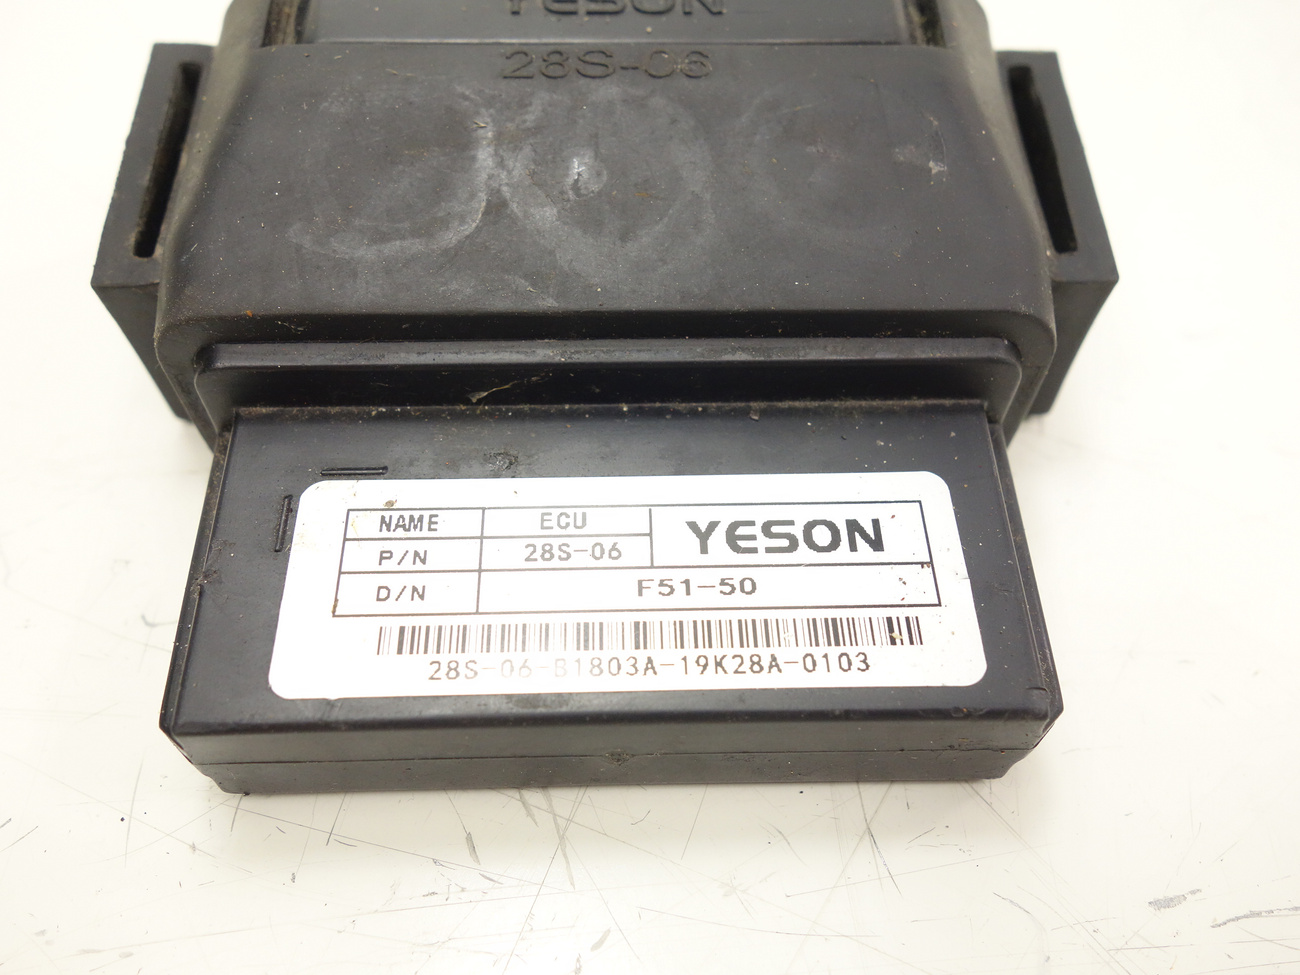 YESON
28S-06
NAME ECU YESON
P/N 28S-06
D/N F51-50
28S-06-B1803A-19K28A-0103